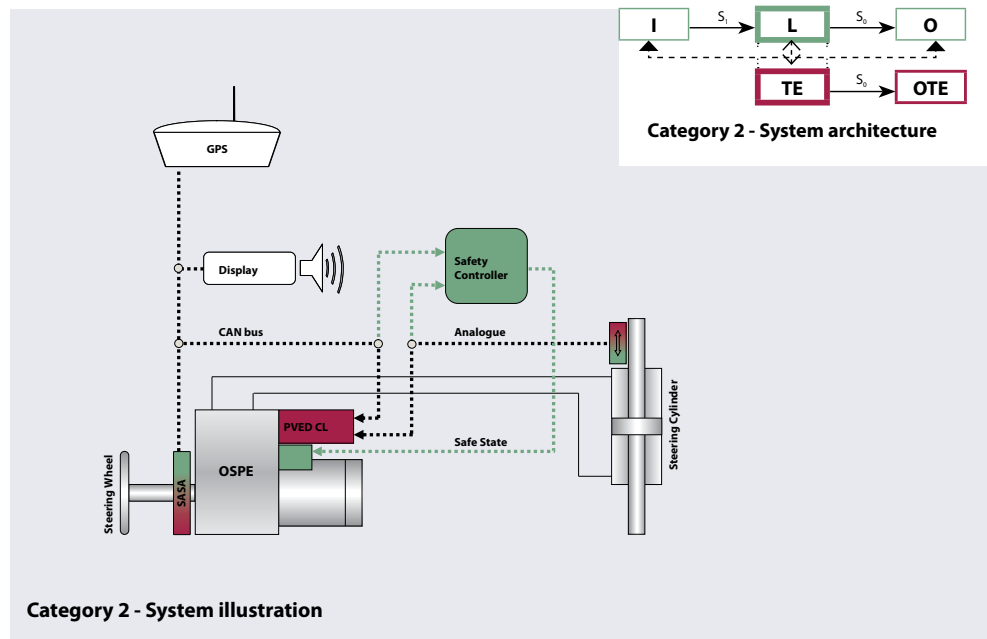 I
S₁
L
S₀
O
TE
S₀
OTE
Category 2 - System architecture
GPS
Display
Safety
Controller
CAN bus
Analogue
PVED CL
Safe State
OSPE
SASA
Steering Wheel
Steering Cylinder
Category 2 - System illustration